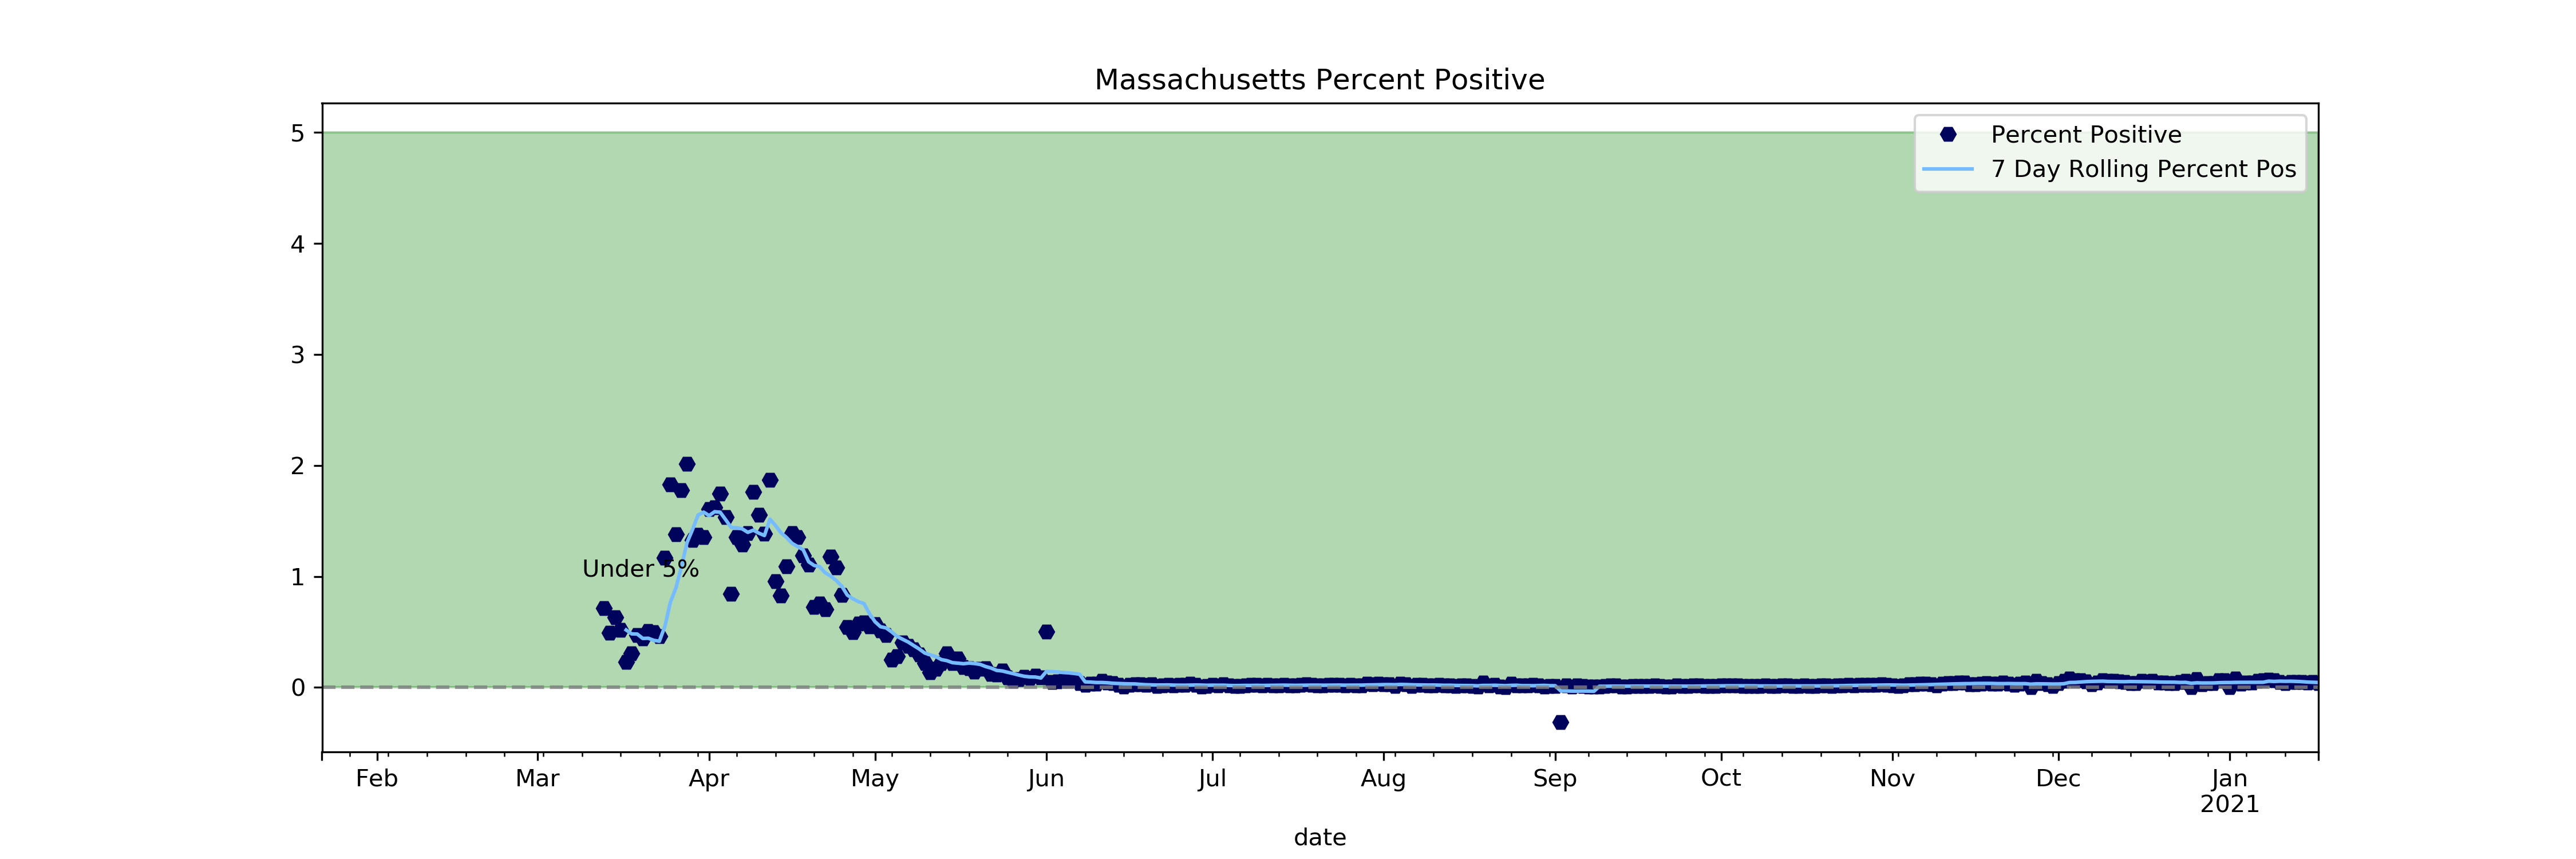 Massachusetts Percent Positive
5
4
3
2
1
0
Percent Positive
7 Day Rolling Percent Pos
Under 5%
Feb Mar Apr May Jun Jul Aug Sep Oct Nov Dec Jan
2021
date